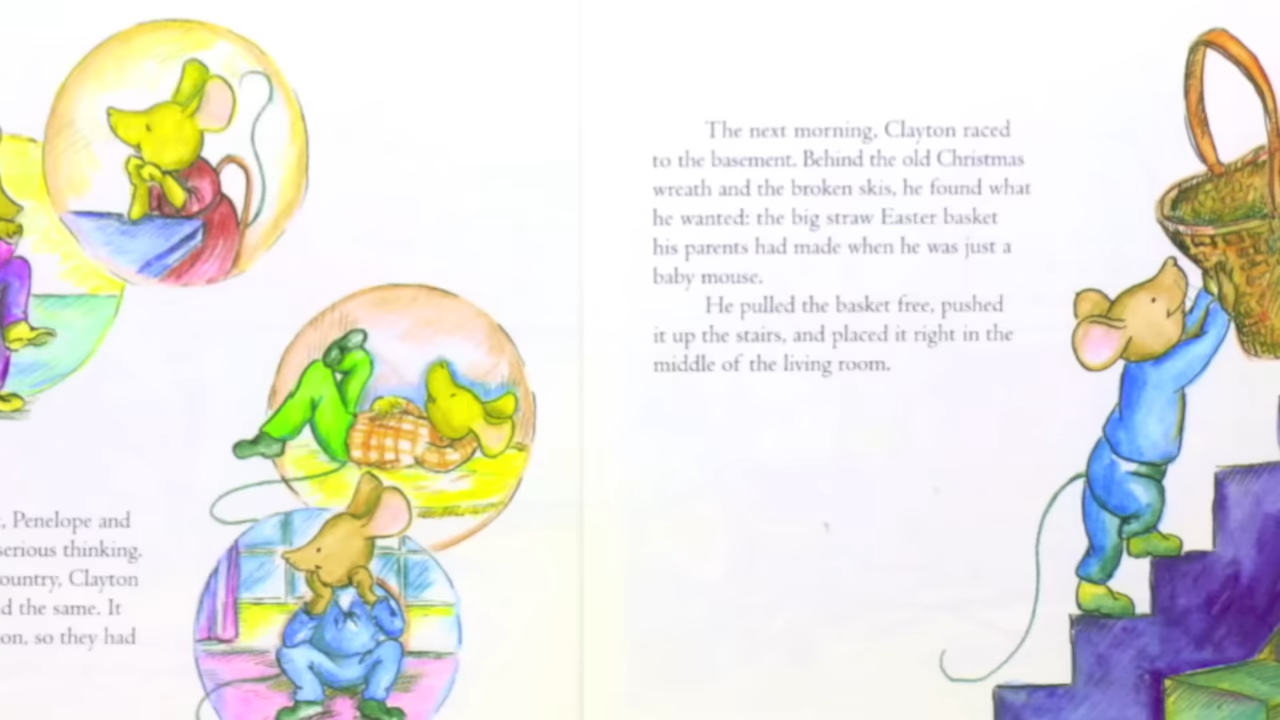 , Penelope and
serious thinking.
ountry, Clayton
d the same. It
on, so they had
The next morning, Clayton raced
to the basement. Behind the old Christmas
wreath and the broken skis, he found what
he wanted: the big straw Easter basket
his parents had made when he was just a
baby mouse.
He pulled the basket free, pushed
it up the stairs, and placed it right in the
middle of the living room.